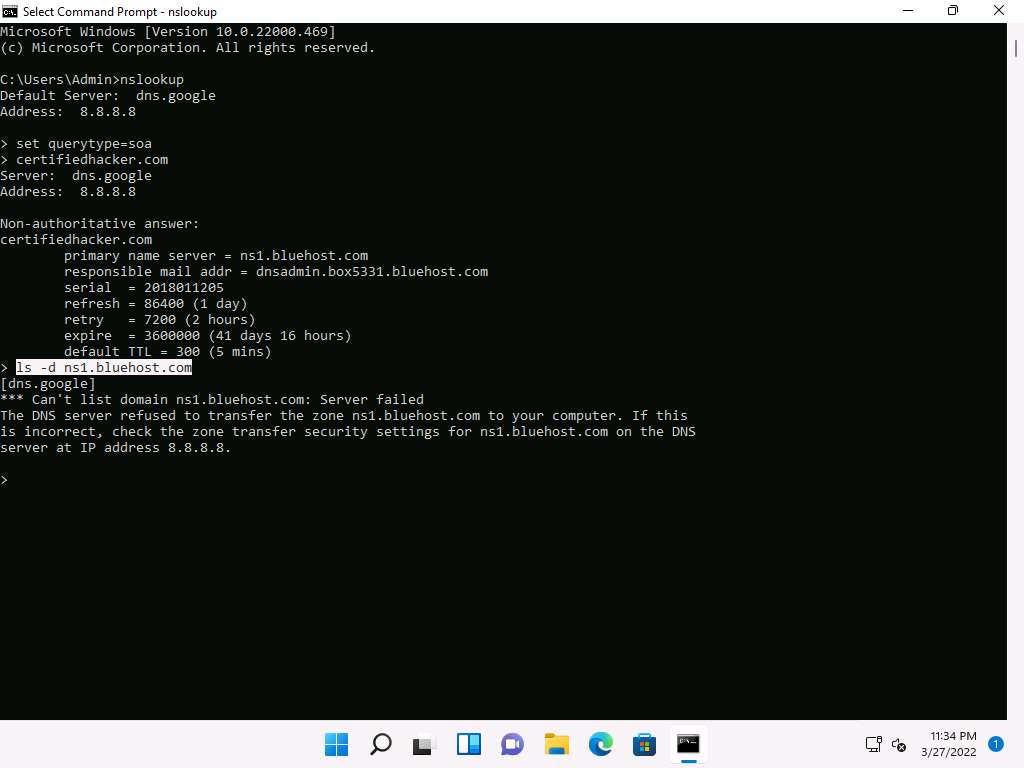 Select Command Prompt - nslookup
Microsoft Windows [Version 10.0.22000.469]
(c) Microsoft Corporation. All rights reserved.
C:\Users\Admin>nslookup
Default Server:  dns.google
Address:  8.8.8.8
> set querytype=soa
> certifiedhacker.com
Server:  dns.google
Address:  8.8.8.8
Non-authoritative answer:
certifiedhacker.com
        primary name server = ns1.bluehost.com
        responsible mail addr = dnsadmin.box5331.bluehost.com
        serial  = 2018011205
        refresh = 86400 (1 day)
        retry   = 7200 (2 hours)
        expire  = 3600000 (41 days 16 hours)
        default TTL = 300 (5 mins)
> ls -d ns1.bluehost.com
[dns.google]
*** Can't list domain ns1.bluehost.com: Server failed
The DNS server refused to transfer the zone ns1.bluehost.com to your computer. If this
is incorrect, check the zone transfer security settings for ns1.bluehost.com on the DNS
server at IP address 8.8.8.8.
>
11:34 PM
3/27/2022
1